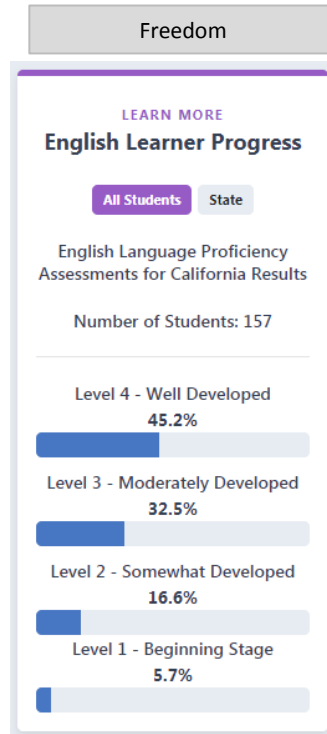 Freedom
LEARN MORE
English Learner Progress
All Students State
English Language Proficiency
Assessments for California Results
Number of Students: 157
Level 4 - Well Developed
45.2%
Level 3 - Moderately Developed
32.5%
Level 2 - Somewhat Developed
16.6%
Level 1 - Beginning Stage
5.7%